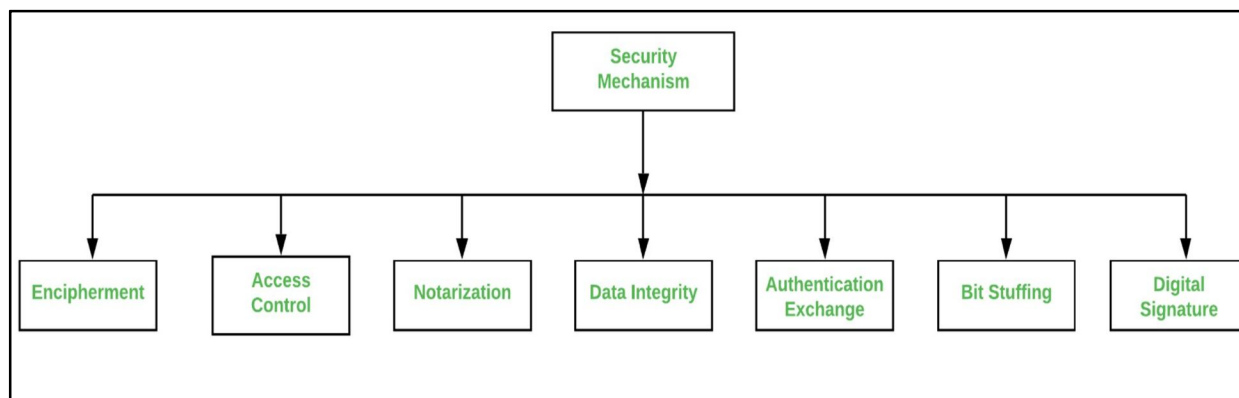 Security
Mechanism
Encipherment
Access
Control
Notarization
Data Integrity
Authentication
Exchange
Bit Stuffing
Digital
Signature